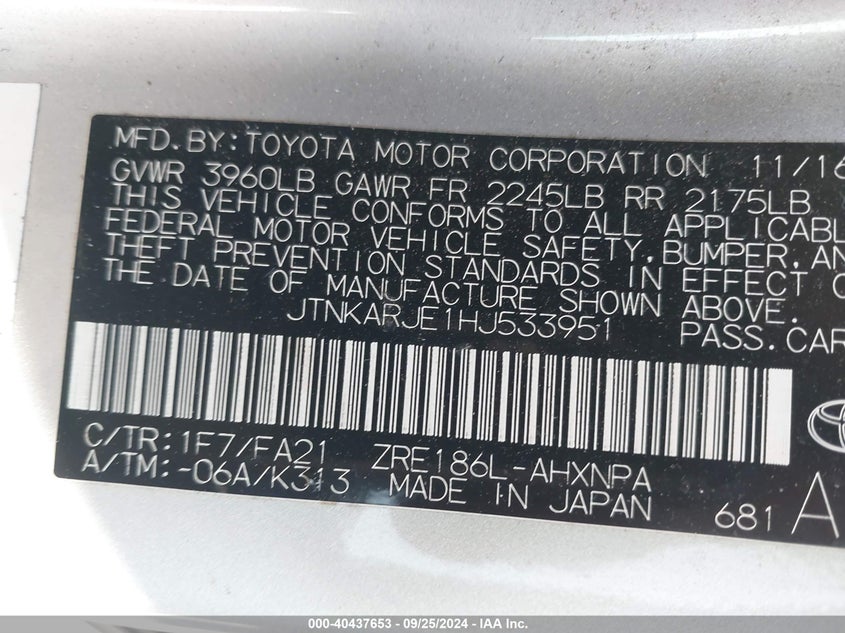 MFD.BY:TOYOTA MOTOR CORPORATION 11/16
GVWR 3960LB GAWR FR 2245LB RR 2175LB
THIS VEHICLE CONFORMS TO ALL APPLICABL
FEDERAL MOTOR VEHICLE SAFETY,BUMPER,AN
THEFT PREVENTION STANDARDS IN EFFECT O
THE DATE OF MANUFACTURE SHOWN ABOVE.
JTNKARJE1HJ533951 PASS.CAR
C/TR:1F7/FA21 ZRE186L-AHXNPA
A/TM:-06A/K313 MADE IN JAPAN 681 A
000-40437653 - 09/25/2024 - IAA Inc.